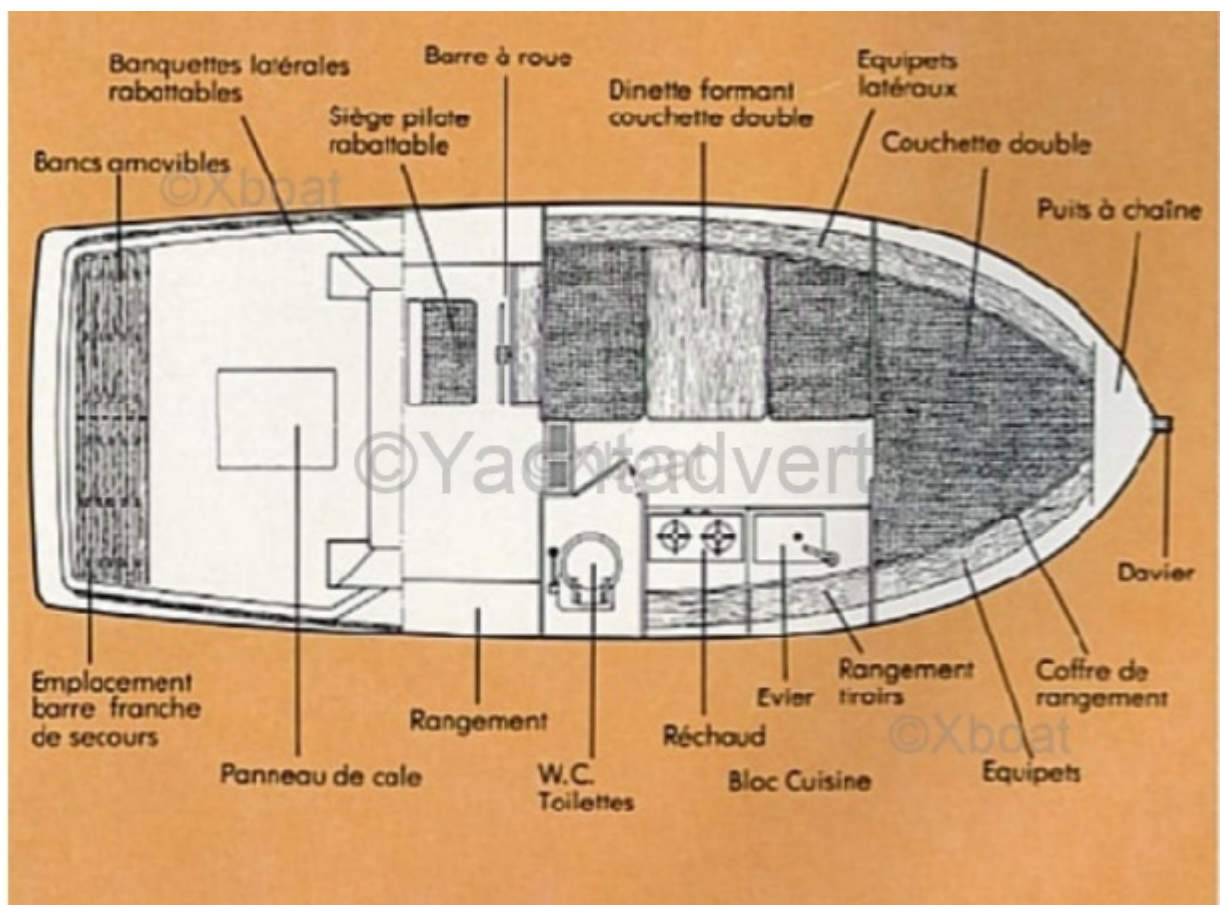 Banquettes latérales
rabattables
Barre à roue
Siège pilote
rabattable
Dinette formant
couchette double
Equipets
latéraux
Couchette double
Bancs amovibles
Puits à chaîne
©Xboat
©Yachtadvert
©Xboat
Davier
Emplacement
barre franche
de secours
Rangement
Panneau de cale
W.C.
Toilettes
Réchaud
Evier
Bloc Cuisine
Rangement
tiroirs
Coffre de
rangement
Equipets
©Xboat